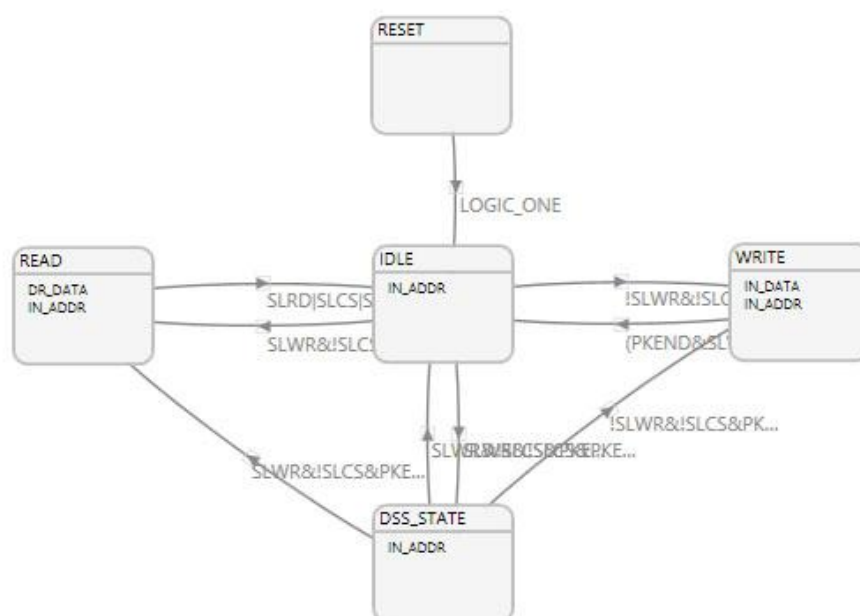 RESET
LOGIC_ONE
READ
DR_DATA
IN_ADDR
SLRD|SLCS|S
SLWR&!SLCS
IDLE
IN_ADDR
WRITE
IN_DATA
IN_ADDR
!SLWR&!SLC
(PKEND&SL
!SLWR&!SLCS&PK...
SLWR&!SLCS&PKE...
DSS_STATE
IN_ADDR